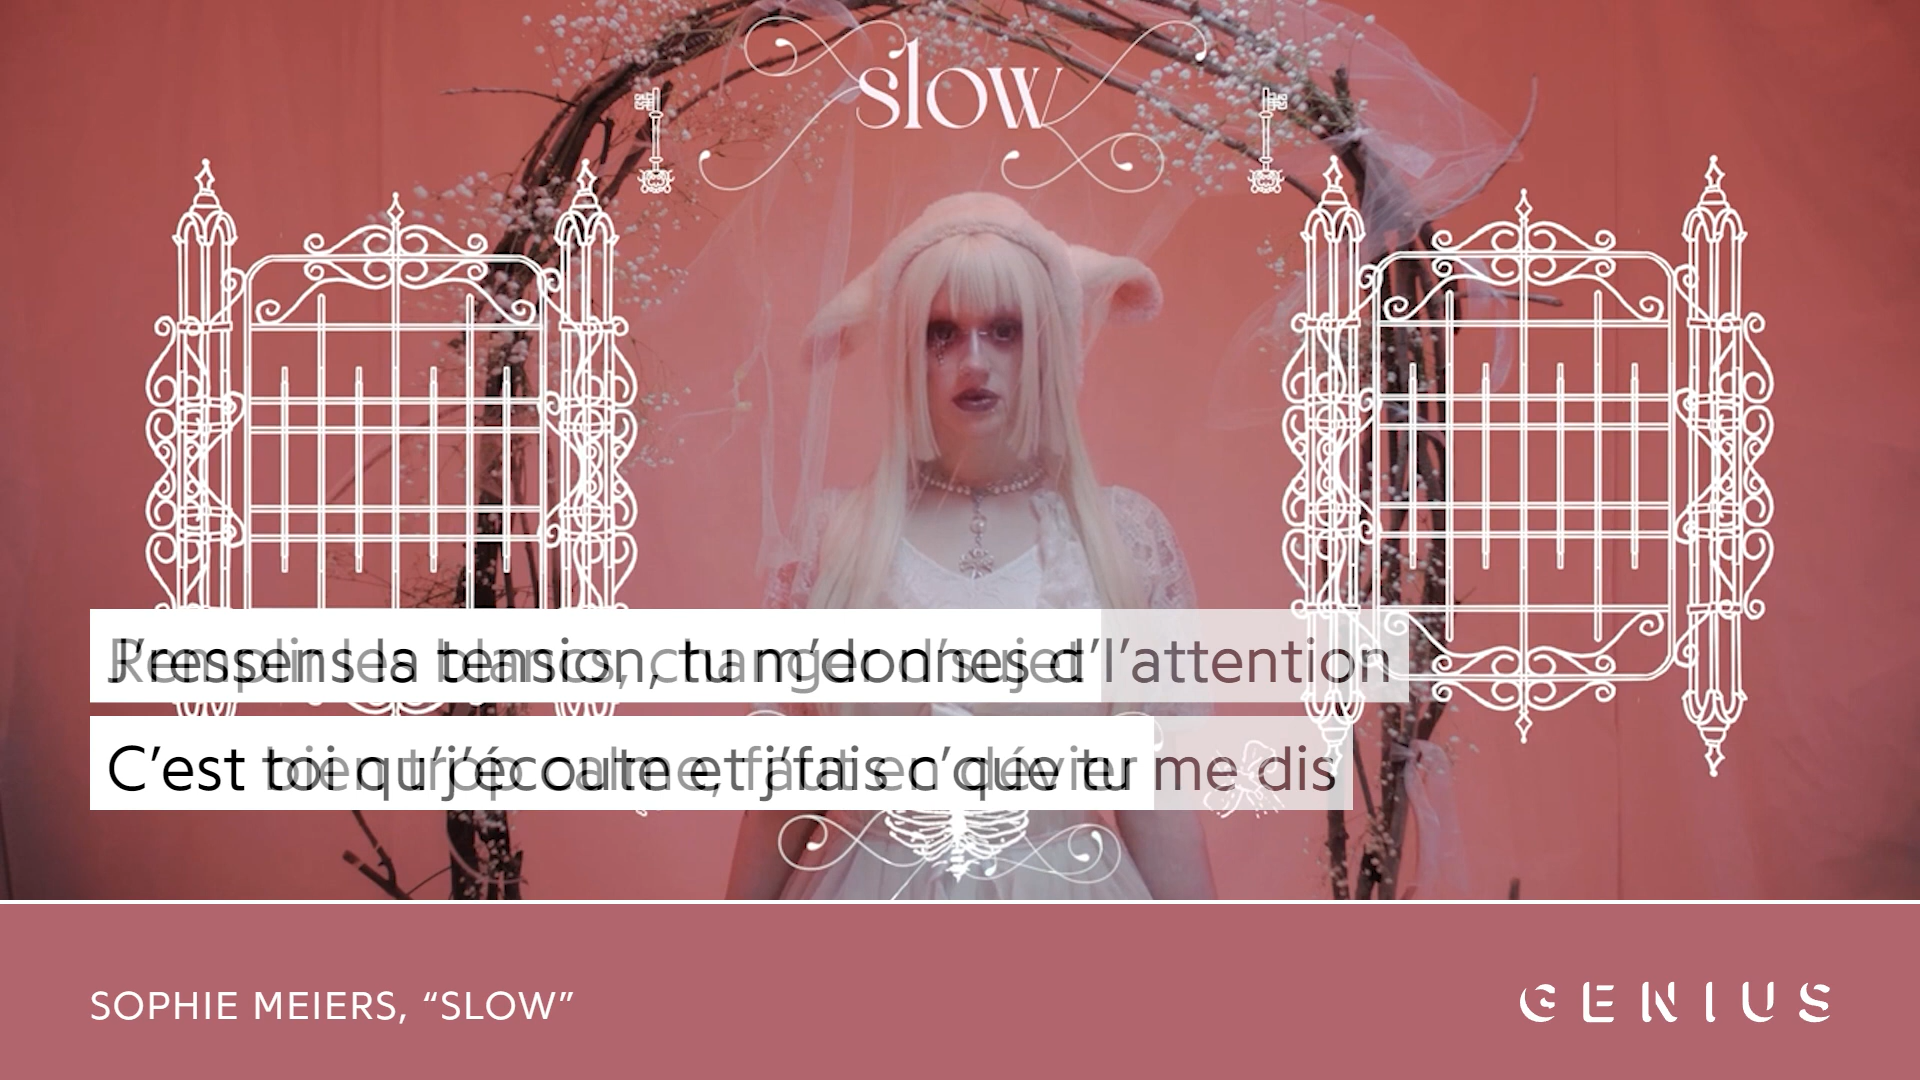 slow
J’ressens la tension, tu m’donnes d’l’attention
C’est toi qu’j’écoute et j’fais c’que tu me dis
SOPHIE MEIERS, “SLOW”
GENIUS